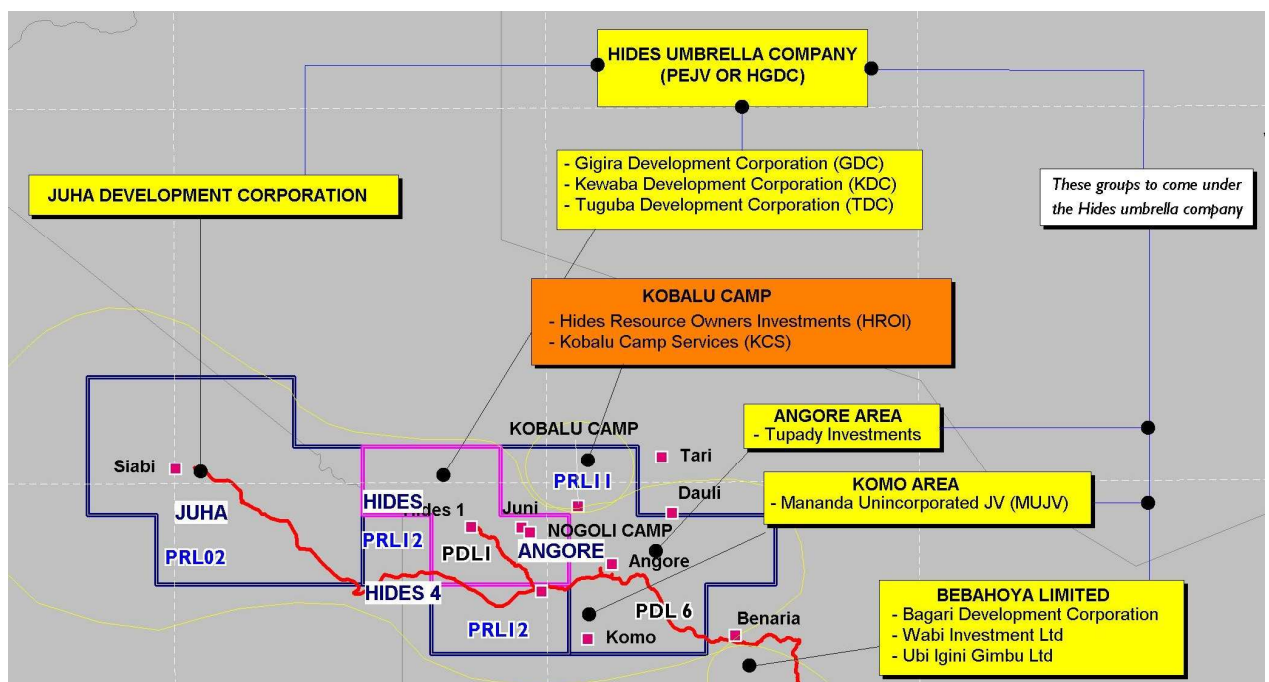 HIDES UMBRELLA COMPANY
(PEJV OR HGDC)
- Gigira Development Corporation (GDC)
- Kewaba Development Corporation (KDC)
- Tuguba Development Corporation (TDC)
JUHA DEVELOPMENT CORPORATION
These groups to come under
the Hides umbrella company
KOBALU CAMP
- Hides Resource Owners Investments (HROI)
- Kobalu Camp Services (KCS)
ANGORE AREA
- Tupady Investments
KOBALU CAMP
Tari
Siabi
PRL11
KOMO AREA
- Mananda Unincorporated JV (MUJV)
Dauli
HIDES
JUHA
Hides 1
Juni
NOGOLI CAMP
PRL12
PDL1
ANGORE
Angore
PRL02
HIDES 4
PDL 6
BEBAHOYA LIMITED
- Bagari Development Corporation
- Wabi Investment Ltd
- Ubi Igini Gimbu Ltd
PRL12
Komo
Benaria